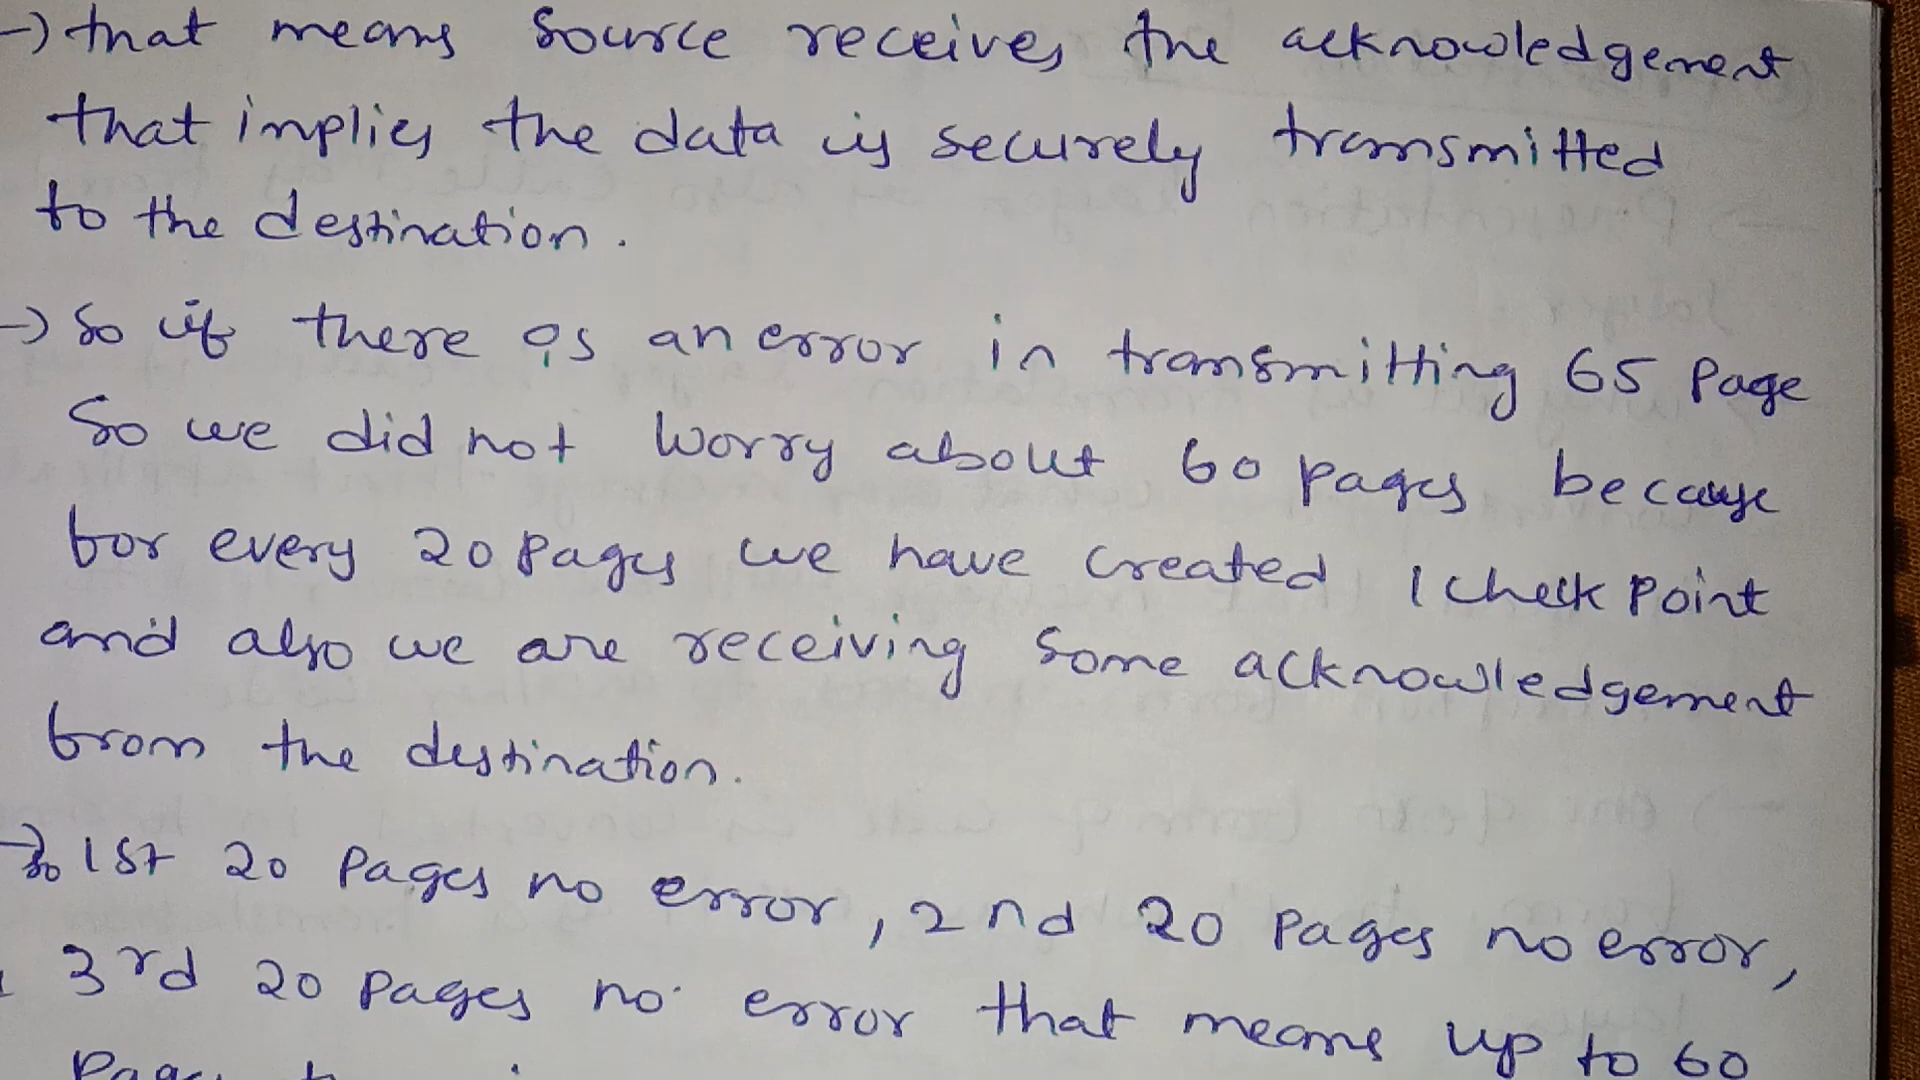 → that means source receives the acknowledgement
that implies the data is securely transmitted
to the destination.
→ So if there is an error in transmitting 65 Page
So we did not worry about 60 pages because
for every 20 Pages we have created 1 check Point
and also we are receiving some acknowledgement
from the destination.
→ So 1st 20 Pages no error, 2nd 20 Pages no error,
3rd 20 Pages no error that means up to 60